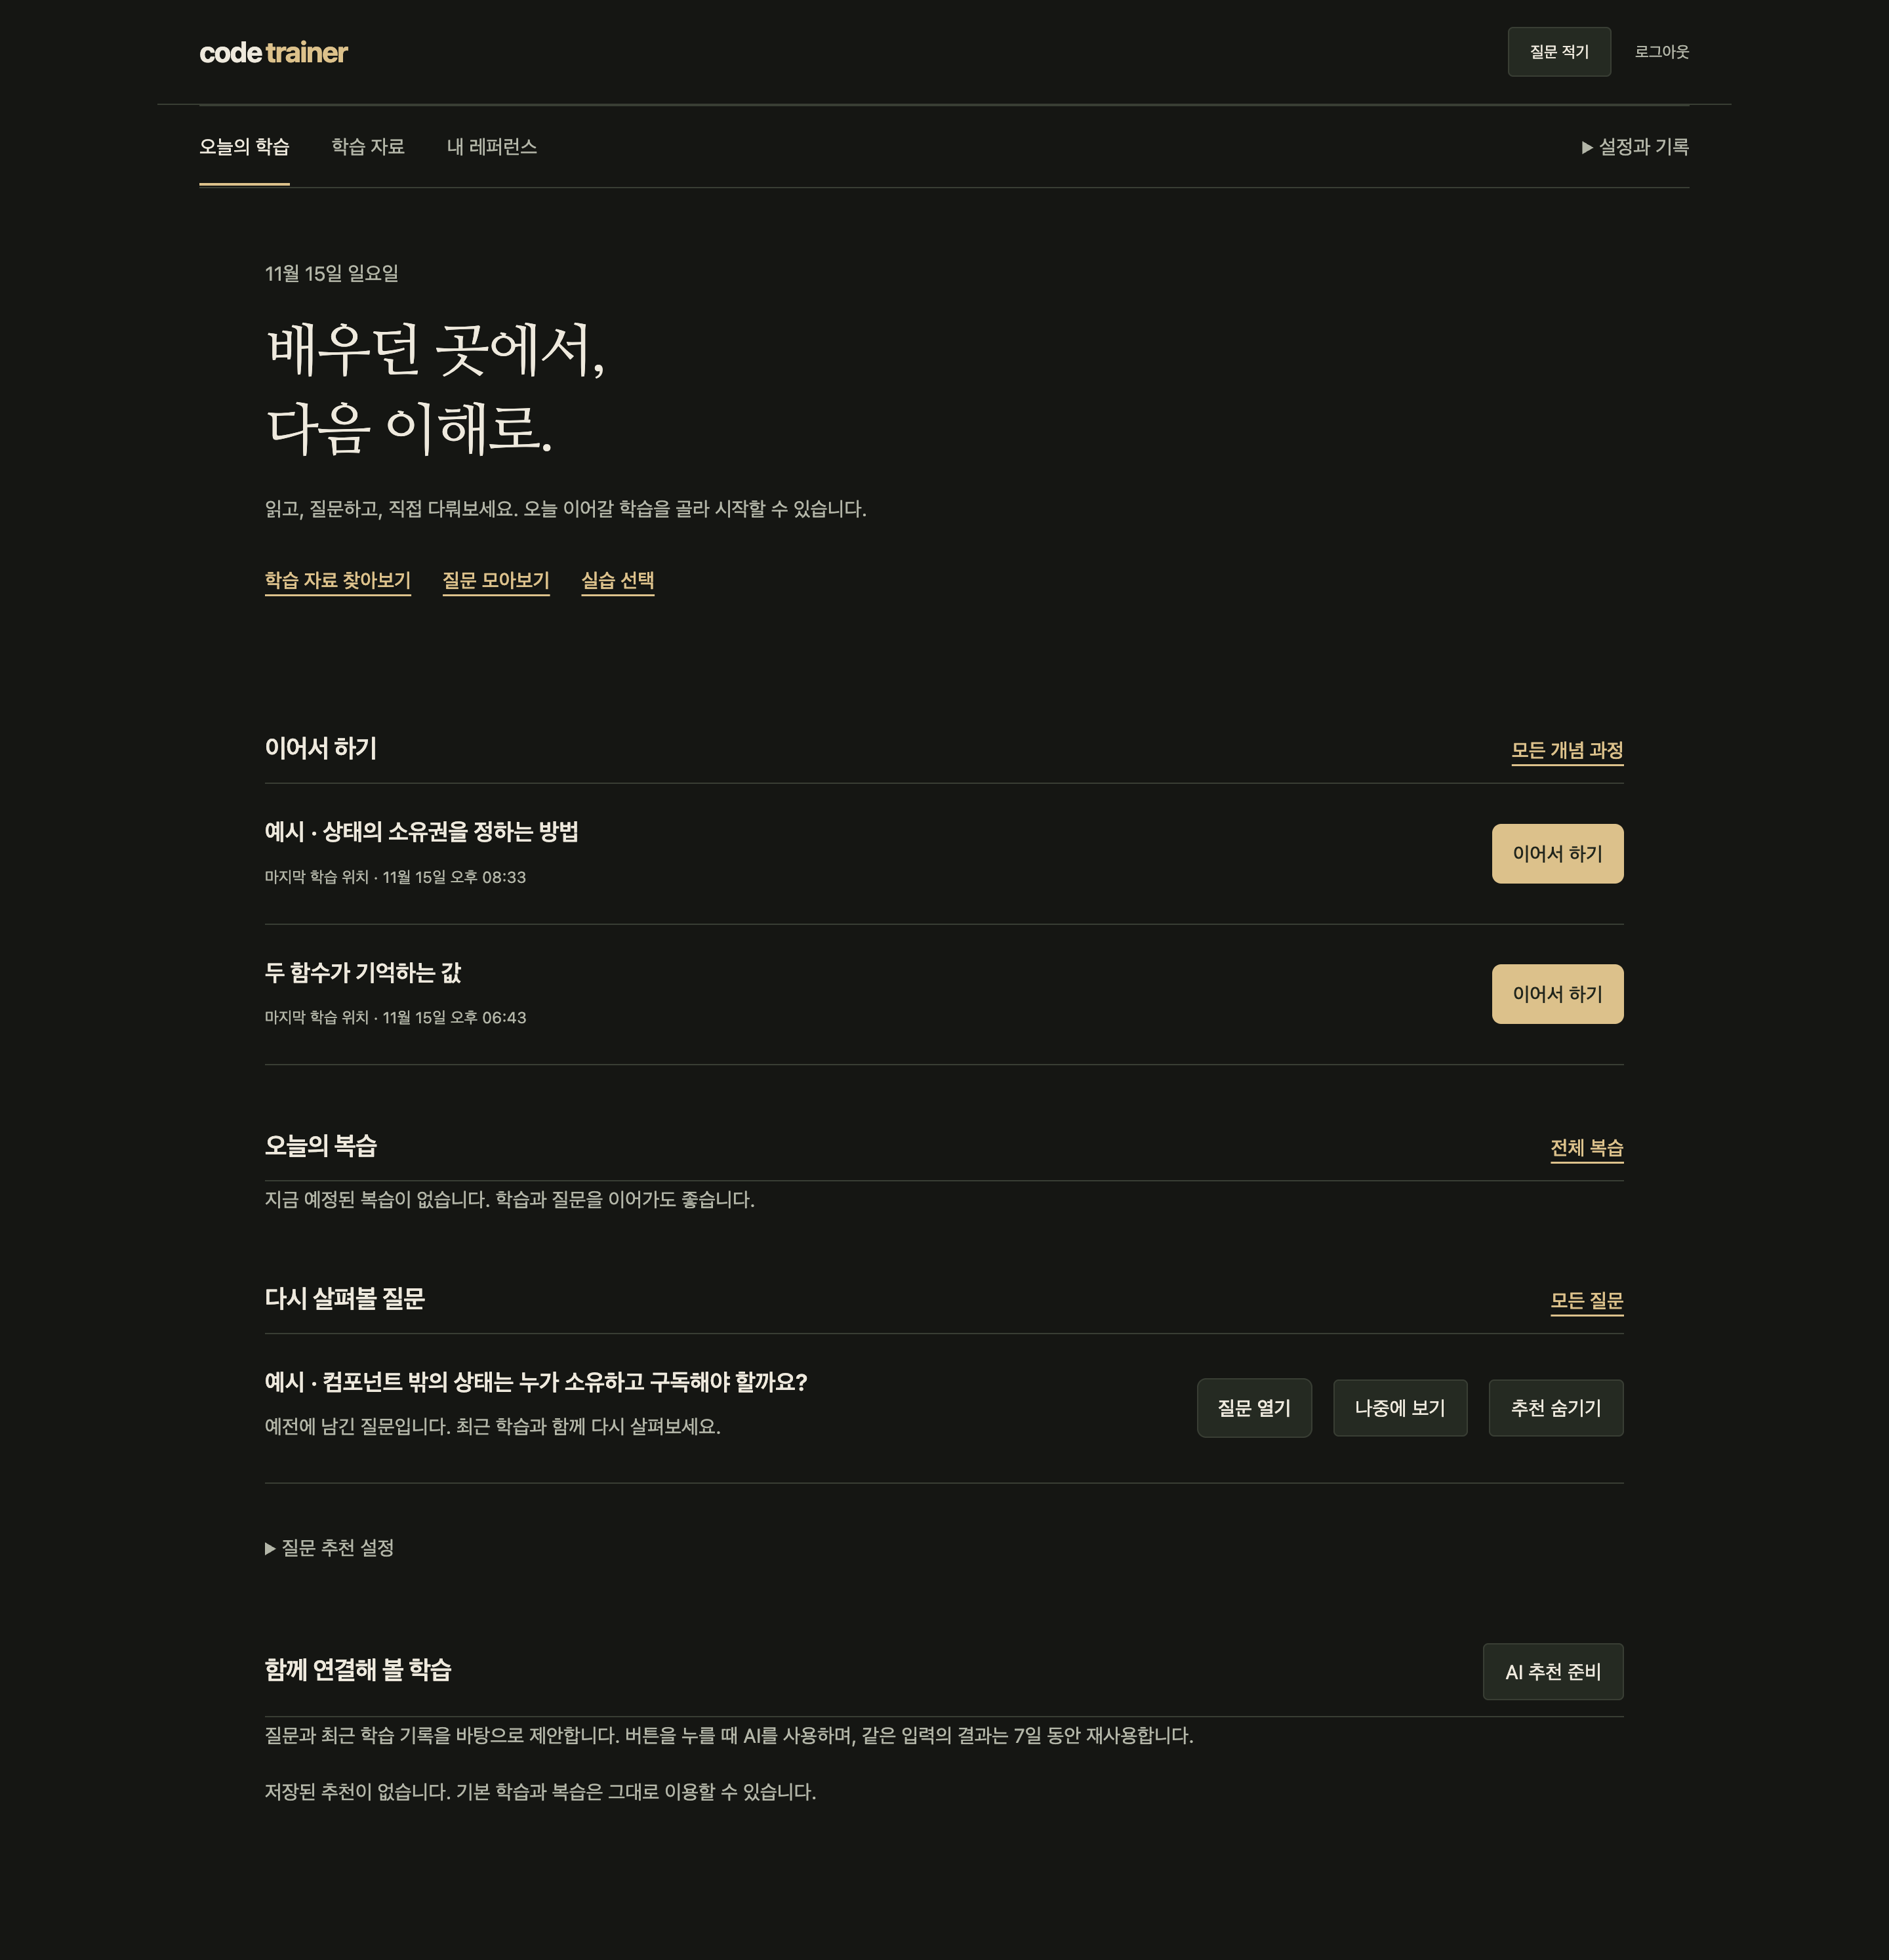 code trainer
질문 적기
로그아웃
오늘의 학습
학습 자료
내 레퍼런스
▶ 설정과 기록
11월 15일 일요일
배우던 곳에서,
다음 이해로.
읽고, 질문하고, 직접 다뤄보세요. 오늘 이어갈 학습을 골라 시작할 수 있습니다.
학습 자료 찾아보기
질문 모아보기
실습 선택
이어서 하기
모든 개념 과정
예시 · 상태의 소유권을 정하는 방법
마지막 학습 위치 · 11월 15일 오후 08:33
이어서 하기
두 함수가 기억하는 값
마지막 학습 위치 · 11월 15일 오후 06:43
이어서 하기
오늘의 복습
전체 복습
지금 예정된 복습이 없습니다. 학습과 질문을 이어가도 좋습니다.
다시 살펴볼 질문
모든 질문
예시 · 컴포넌트 밖의 상태는 누가 소유하고 구독해야 할까요?
예전에 남긴 질문입니다. 최근 학습과 함께 다시 살펴보세요.
질문 열기
나중에 보기
추천 숨기기
▶ 질문 추천 설정
함께 연결해 볼 학습
AI 추천 준비
질문과 최근 학습 기록을 바탕으로 제안합니다. 버튼을 누를 때 AI를 사용하며, 같은 입력의 결과는 7일 동안 재사용합니다.
저장된 추천이 없습니다. 기본 학습과 복습은 그대로 이용할 수 있습니다.